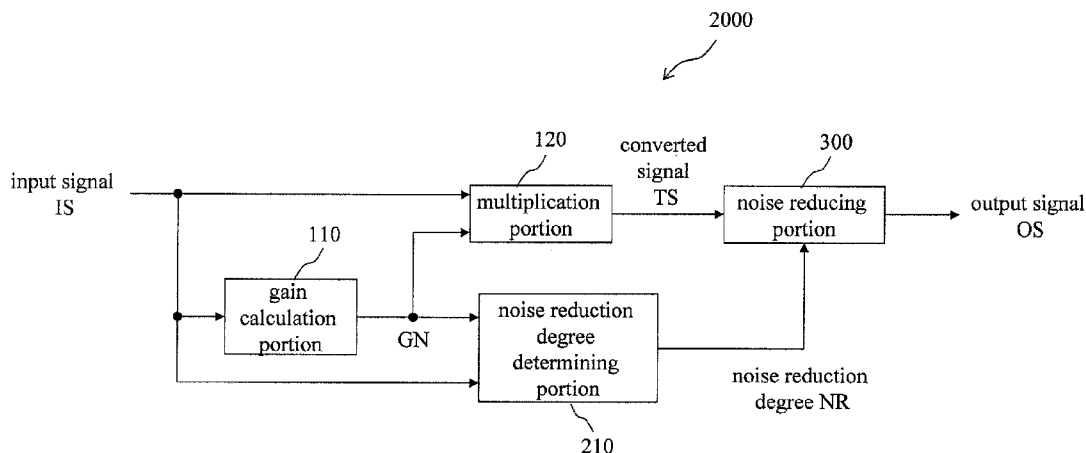 2000
120
300
converted
signal
TS
input signal
IS
multiplication
portion
noise reducing
portion
output signal
OS
110
gain
calculation
portion
GN
noise reduction
degree
determining
portion
noise reduction
degree NR
210